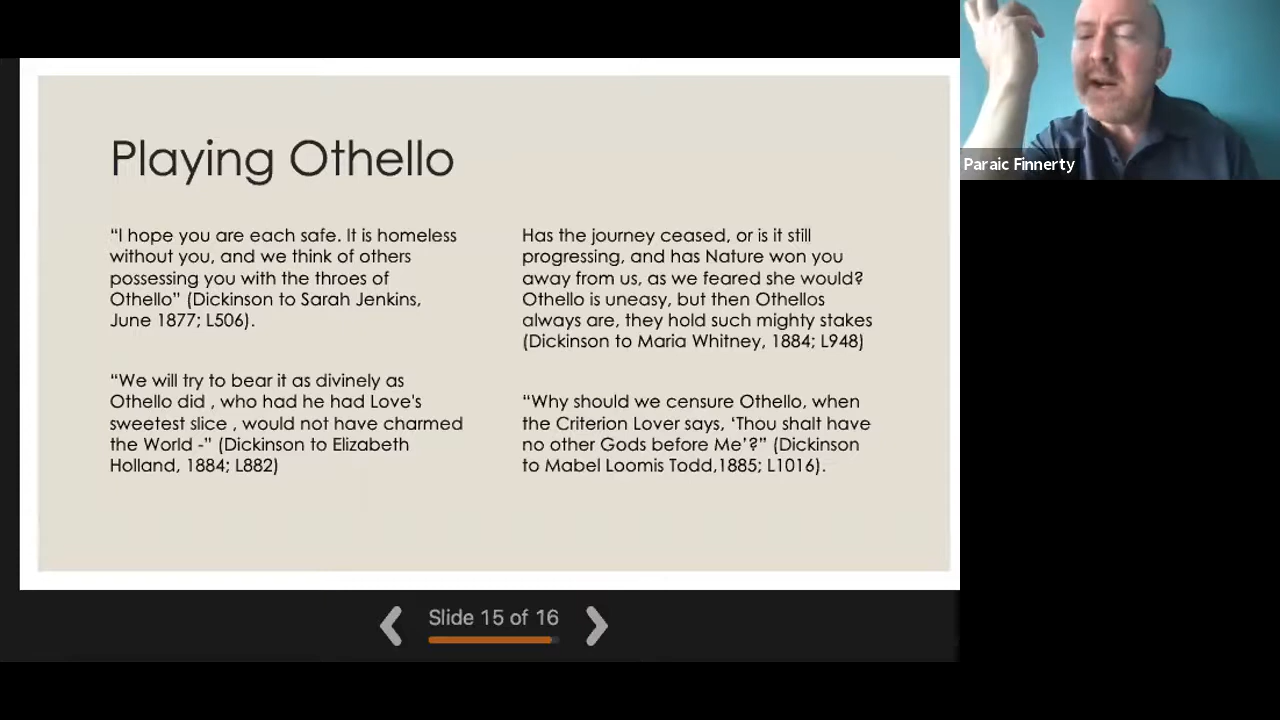 Playing Othello
“I hope you are each safe. It is homeless
without you, and we think of others
possessing you with the throes of
Othello” (Dickinson to Sarah Jenkins,
June 1877; L506).
“We will try to bear it as divinely as
Othello did , who had he had Love's
sweetest slice , would not have charmed
the World -” (Dickinson to Elizabeth
Holland, 1884; L882)
Has the journey ceased, or is it still
progressing, and has Nature won you
away from us, as we feared she would?
Othello is uneasy, but then Othellos
always are, they hold such mighty stakes
(Dickinson to Maria Whitney, 1884; L948)
“Why should we censure Othello, when
the Criterion Lover says, ‘Thou shalt have
no other Gods before Me’?” (Dickinson
to Mabel Loomis Todd,1885; L1016).
Paraic Finnerty
Slide 15 of 16